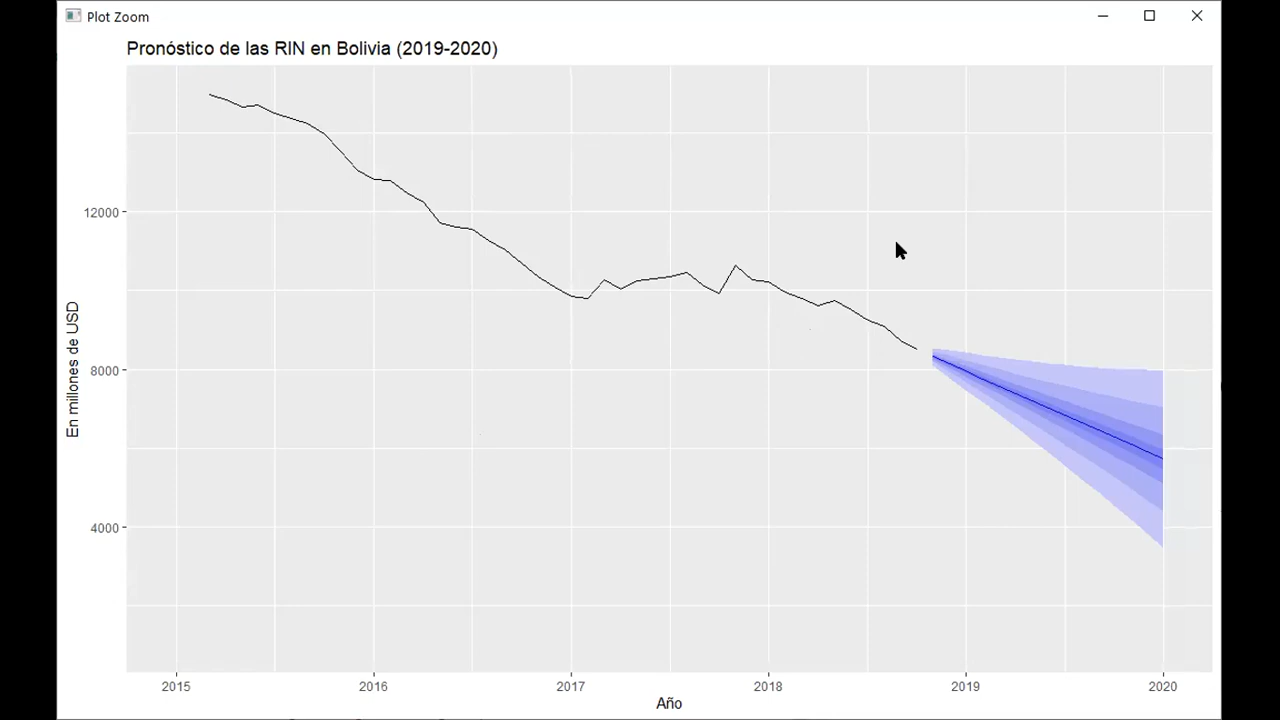 Plot Zoom
Pronóstico de las RIN en Bolivia (2019-2020)
12000
8000
4000
En millones de USD
2015 2016 2017 2018 2019 2020
Año